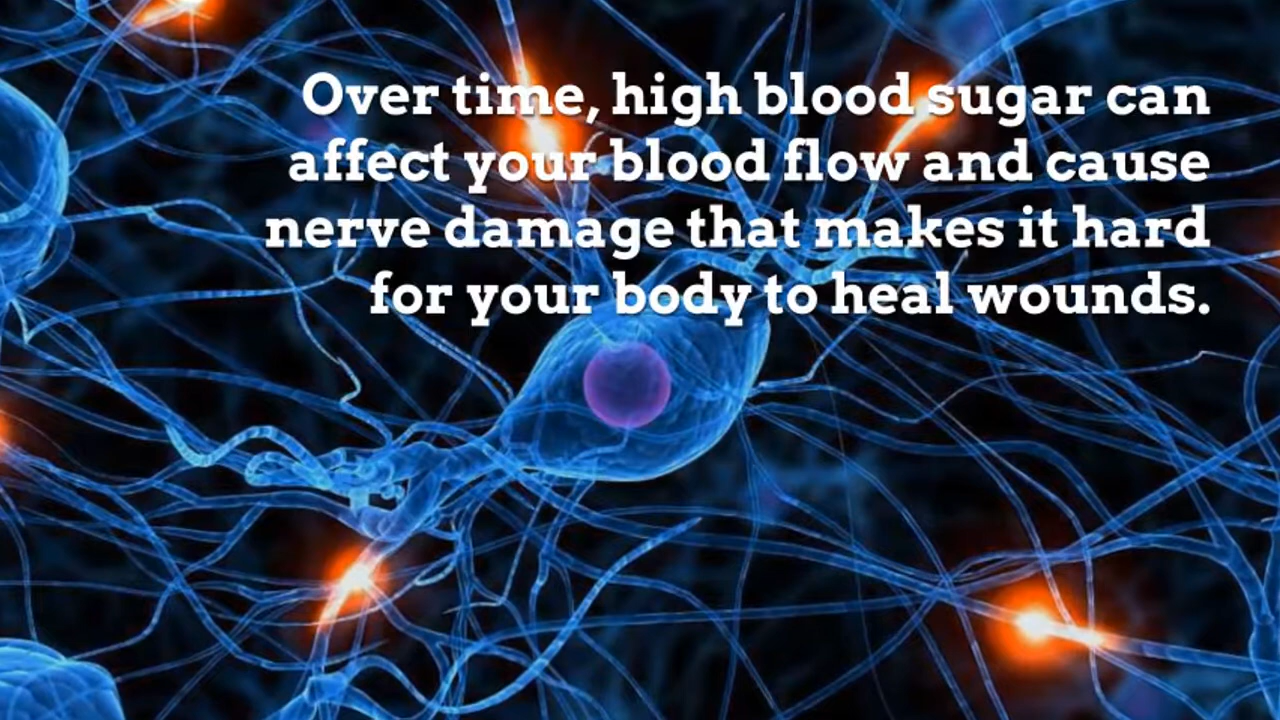 Over time, high blood sugar can
affect your blood flow and cause
nerve damage that makes it hard
for your body to heal wounds.